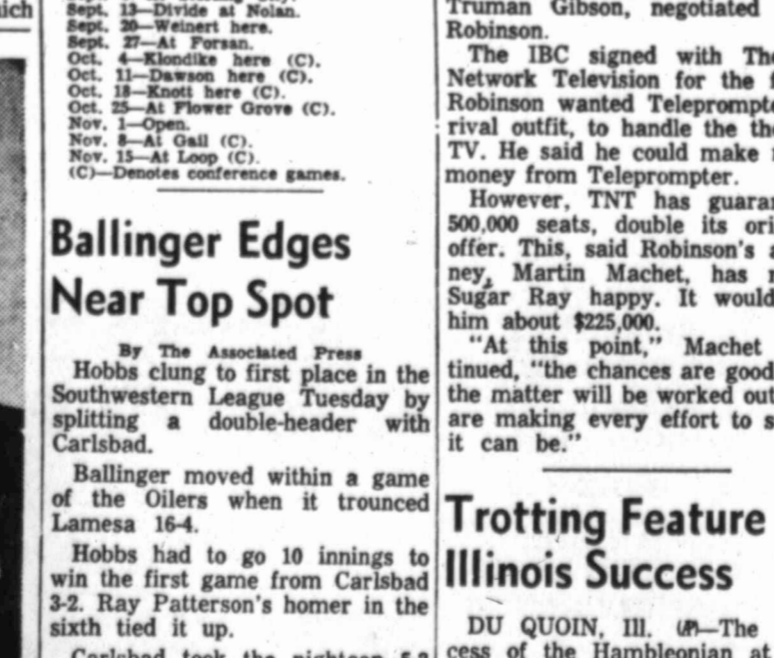 Sept. 13—Divide at Nolan.
Sept. 20—Weinert here.
Sept. 27—At Forsan.
Oct. 4—Klondike here (C).
Oct. 11—Dawson here (C).
Oct. 18—Knott here (C).
Oct. 25—At Flower Grove (C).
Nov. 1—Open.
Nov. 8—At Gail (C).
Nov. 15—At Loop (C).
(C)—Denotes conference games.
Ballinger Edges
Near Top Spot
By The Associated Press
Hobbs clung to first place in the
Southwestern League Tuesday by
splitting a double-header with
Carlsbad.
Ballinger moved within a game
of the Oilers when it trounced
Lamesa 16-4.
Hobbs had to go 10 innings to
win the first game from Carlsbad
3-2. Ray Patterson's homer in the
sixth tied it up.
Carlsbad took the
Truman Gibson, negotiated
Robinson.
The IBC signed with
Network Television for the
Robinson wanted
rival outfit, to handle the
TV. He said he could make
money from Teleprompter.
However, TNT has
500,000 seats, double its
offer. This, said Robinson's
ney, Martin Machet, has
Sugar Ray happy. It would
him about $225,000.
"At this point," Machet
tinued, "the chances are good
the matter will be worked out
are making every effort to
it can be."
Trotting Feature
Illinois Success
DU QUOIN, Ill. (AP)—The
cess of the Hambleonian at